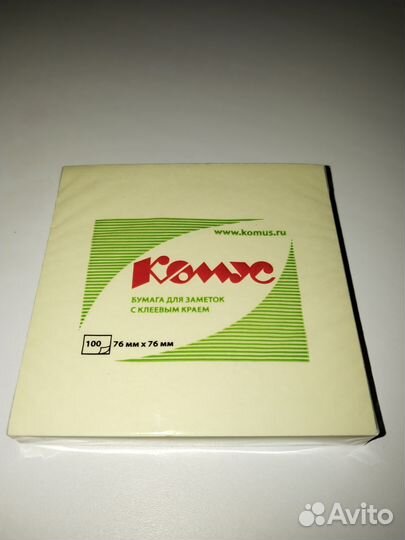 www.komus.ru
Комус
БУМАГА ДЛЯ ЗАМЕТОК
С КЛЕЕВЫМ КРАЕМ
100 76 мм x 76 мм
Avito